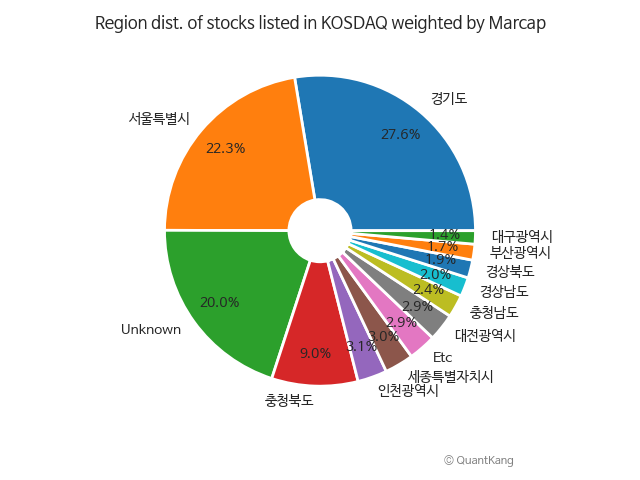 Region dist. of stocks listed in KOSDAQ weighted by Marcap
경기도
27.6%
서울특별시
22.3%
Unknown
20.0%
충청북도
9.0%
인천광역시
3.1%
세종특별자치시
3.0%
Etc
2.9%
대전광역시
2.9%
충청남도
2.4%
경상남도
2.0%
경상북도
1.9%
부산광역시
1.7%
대구광역시
1.4%
© QuantKang